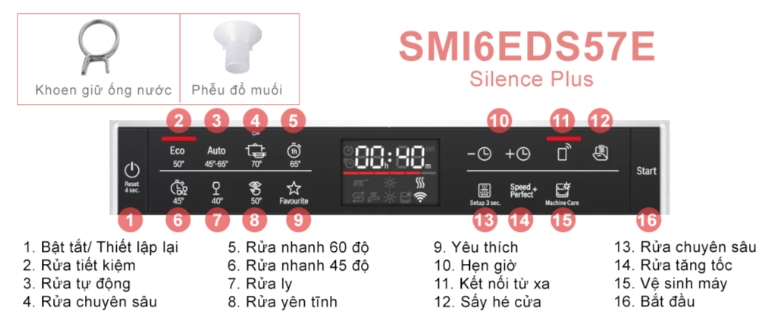 SMI6EDS57E
Silence Plus
Khoen giữ ống nước
Phễu đổ muối
2
3
4
5
10
11
12
Eco
50°
Auto
45°-65°
70°
1h
65°
00:40
h
m
Reset
4 sec.
Start
45°
40°
50°
Favourite
Setup 3 sec.
Speed +
Perfect
Machine Care
1
6
7
8
9
13
14
15
16
1. Bật tắt/ Thiết lập lại
2. Rửa tiết kiệm
3. Rửa tự động
4. Rửa chuyên sâu
5. Rửa nhanh 60 độ
6. Rửa nhanh 45 độ
7. Rửa ly
8. Rửa yên tĩnh
9. Yêu thích
10. Hẹn giờ
11. Kết nối từ xa
12. Sấy hé cửa
13. Rửa chuyên sâu
14. Rửa tăng tốc
15. Vệ sinh máy
16. Bắt đầu